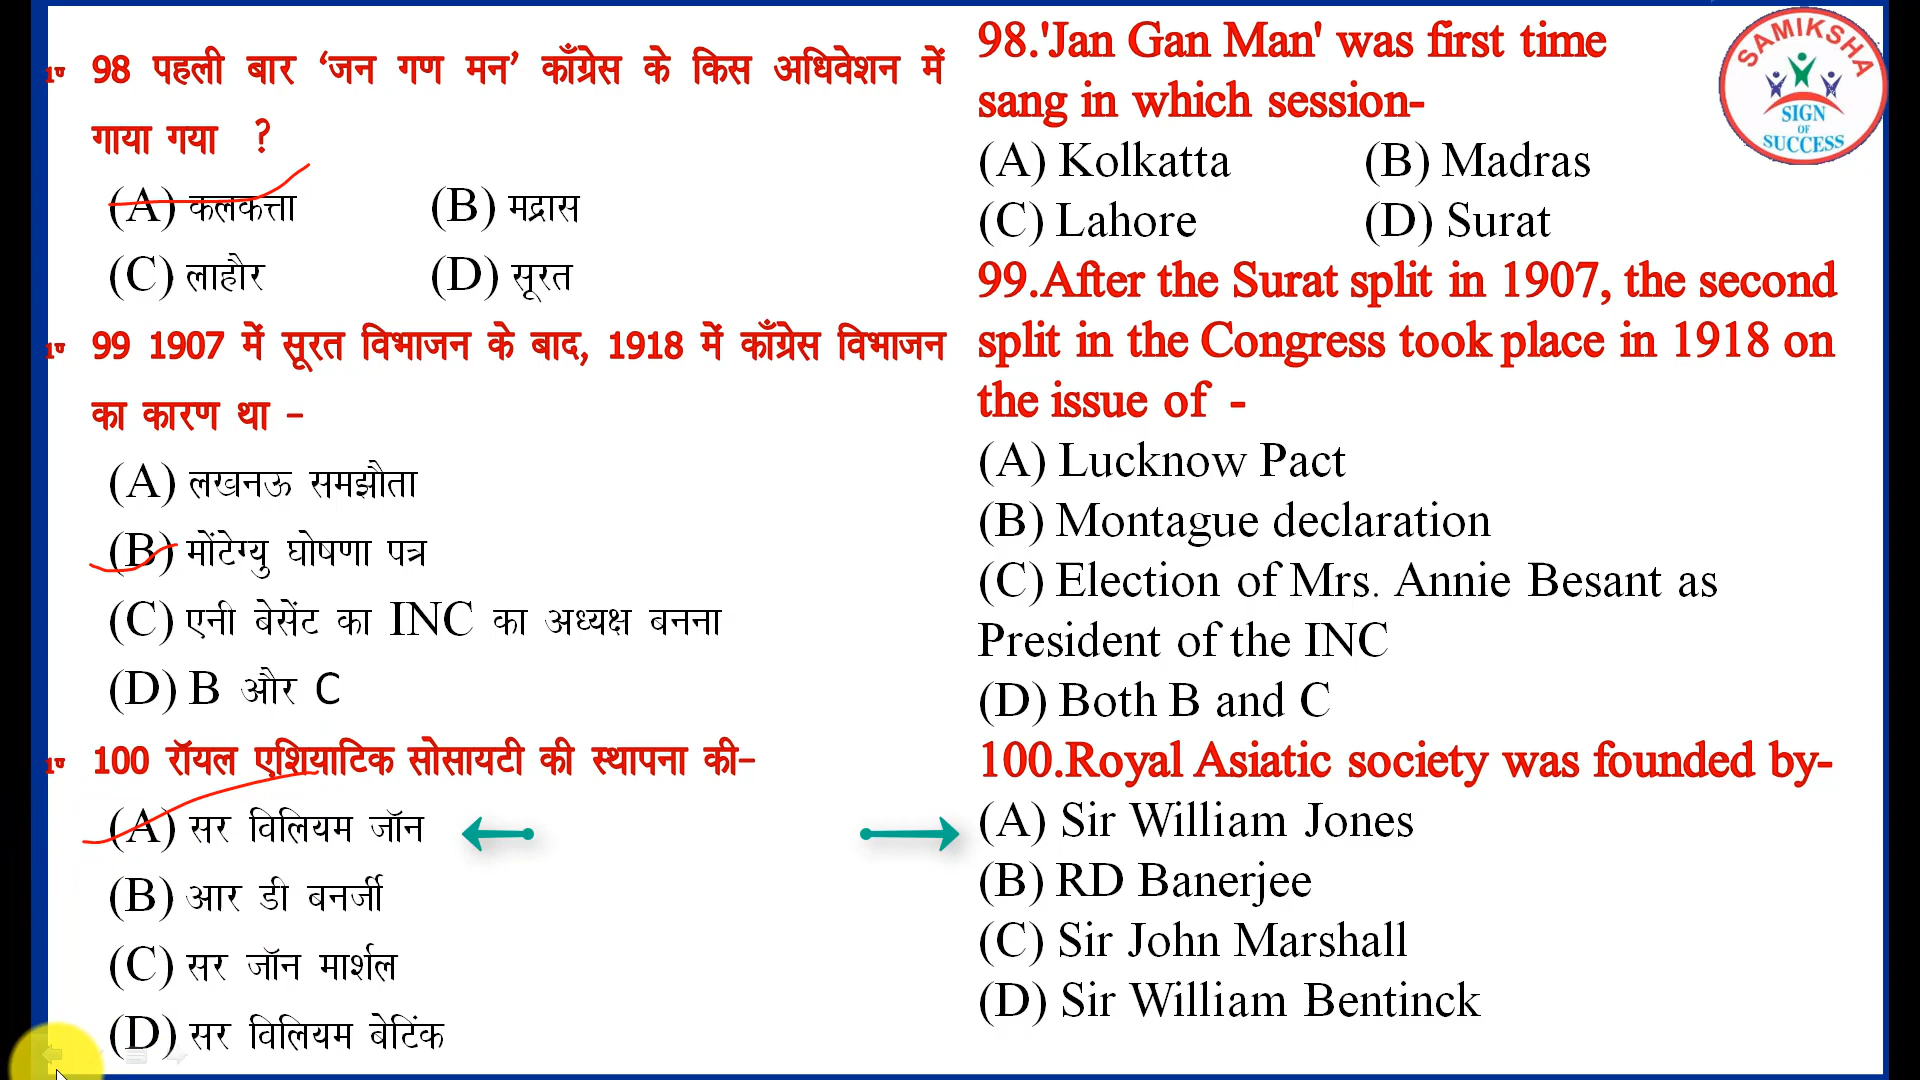 98 पहली बार ‘जन गण मन’ काँग्रेस के किस अधिवेशन में
गाया गया ?
(A) कलकत्ता (B) मद्रास
(C) लाहौर (D) सूरत
99 1907 में सूरत विभाजन के बाद, 1918 में काँग्रेस विभाजन
का कारण था –
(A) लखनऊ समझौता
(B) मोंटेग्यु घोषणा पत्र
(C) एनी बेसेंट का INC का अध्यक्ष बनना
(D) B और C
100 रॉयल एशियाटिक सोसायटी की स्थापना की–
(A) सर विलियम जॉन
(B) आर डी बनर्जी
(C) सर जॉन मार्शल
(D) सर विलियम बेटिंक
98.'Jan Gan Man' was first time
sang in which session-
(A) Kolkatta (B) Madras
(C) Lahore (D) Surat
99.After the Surat split in 1907, the second
split in the Congress took place in 1918 on
the issue of -
(A) Lucknow Pact
(B) Montague declaration
(C) Election of Mrs. Annie Besant as
President of the INC
(D) Both B and C
100.Royal Asiatic society was founded by-
(A) Sir William Jones
(B) RD Banerjee
(C) Sir John Marshall
(D) Sir William Bentinck
SAMIKSHA
SIGN
OF
SUCCESS